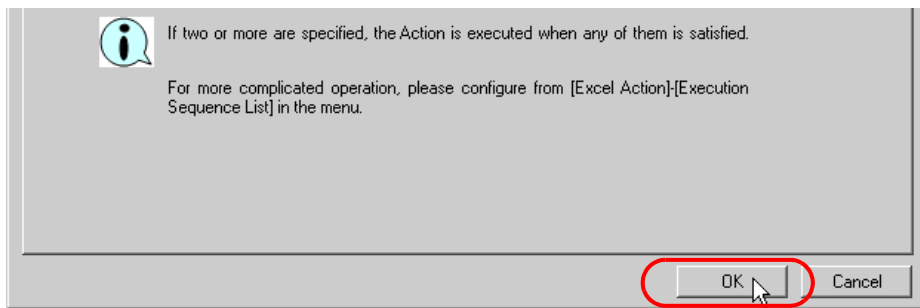 If two or more are specified, the Action is executed when any of them is satisfied.
For more complicated operation, please configure from [Excel Action]-[Execution
Sequence List] in the menu.
OK
Cancel